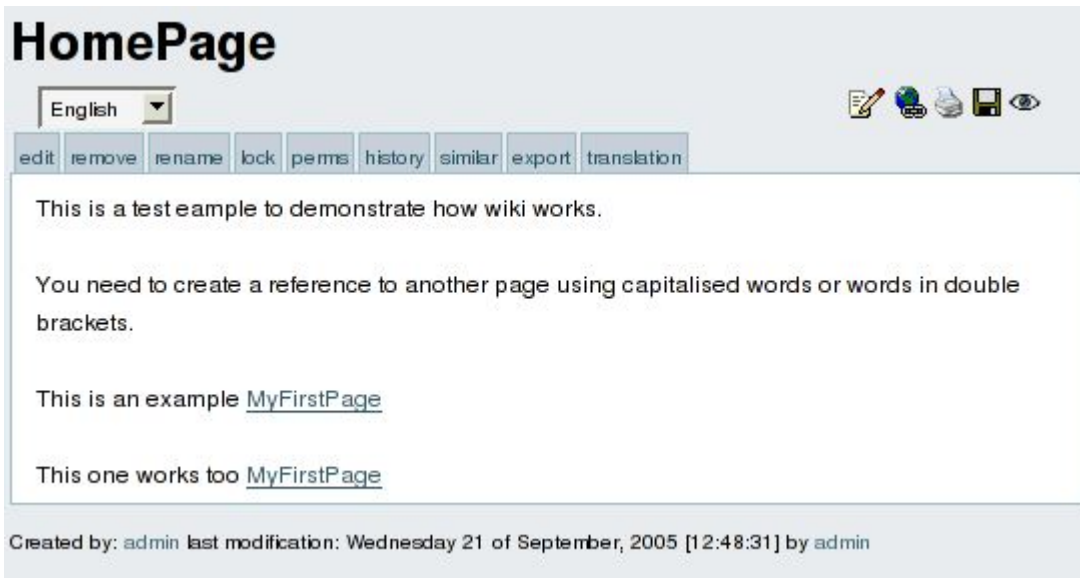 HomePage
English
edit remove rename lock perms history similar export translation
This is a test eample to demonstrate how wiki works.
You need to create a reference to another page using capitalised words or words in double
brackets.
This is an example MyFirstPage
This one works too MyFirstPage
Created by: admin last modification: Wednesday 21 of September, 2005 [12:48:31] by admin